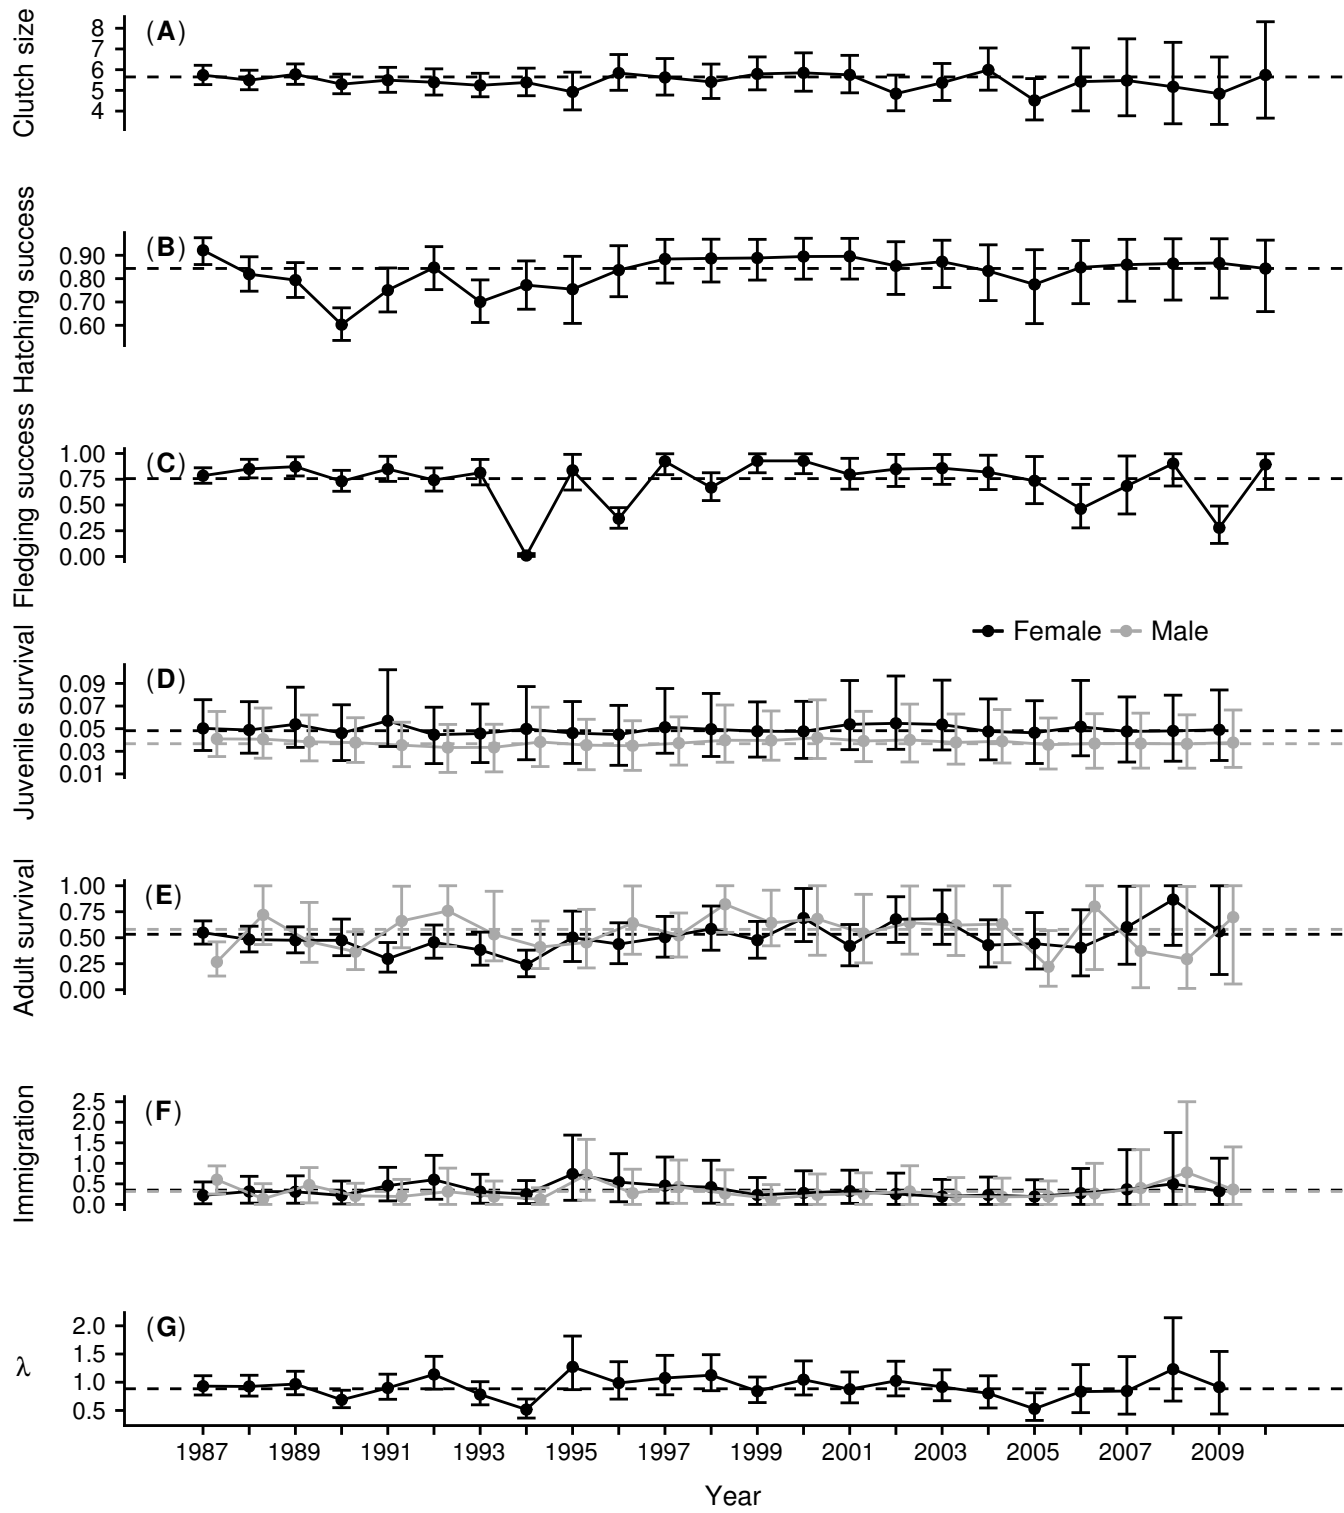 (A)
Clutch size
8
7
6
5
4
(B)
Hatching success
0.90
0.80
0.70
0.60
(C)
Fledging success
1.00
0.75
0.50
0.25
0.00
Female Male
(D)
Juvenile survival
0.09
0.07
0.05
0.03
0.01
(E)
Adult survival
1.00
0.75
0.50
0.25
0.00
(F)
Immigration
2.5
2.0
1.5
1.0
0.5
0.0
(G)
λ
2.0
1.5
1.0
0.5
1987 1989 1991 1993 1995 1997 1999 2001 2003 2005 2007 2009
Year